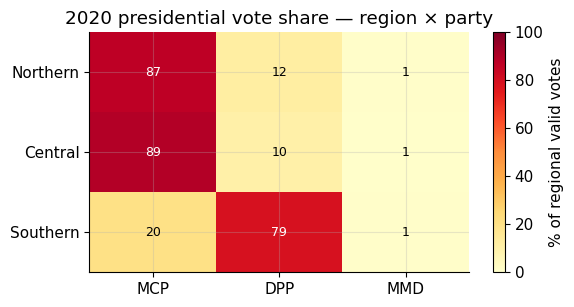 2020 presidential vote share — region × party
Northern 87 12 1
Central 89 10 1
Southern 20 79 1
MCP DPP MMD
100
80
60
40
20
0
% of regional valid votes